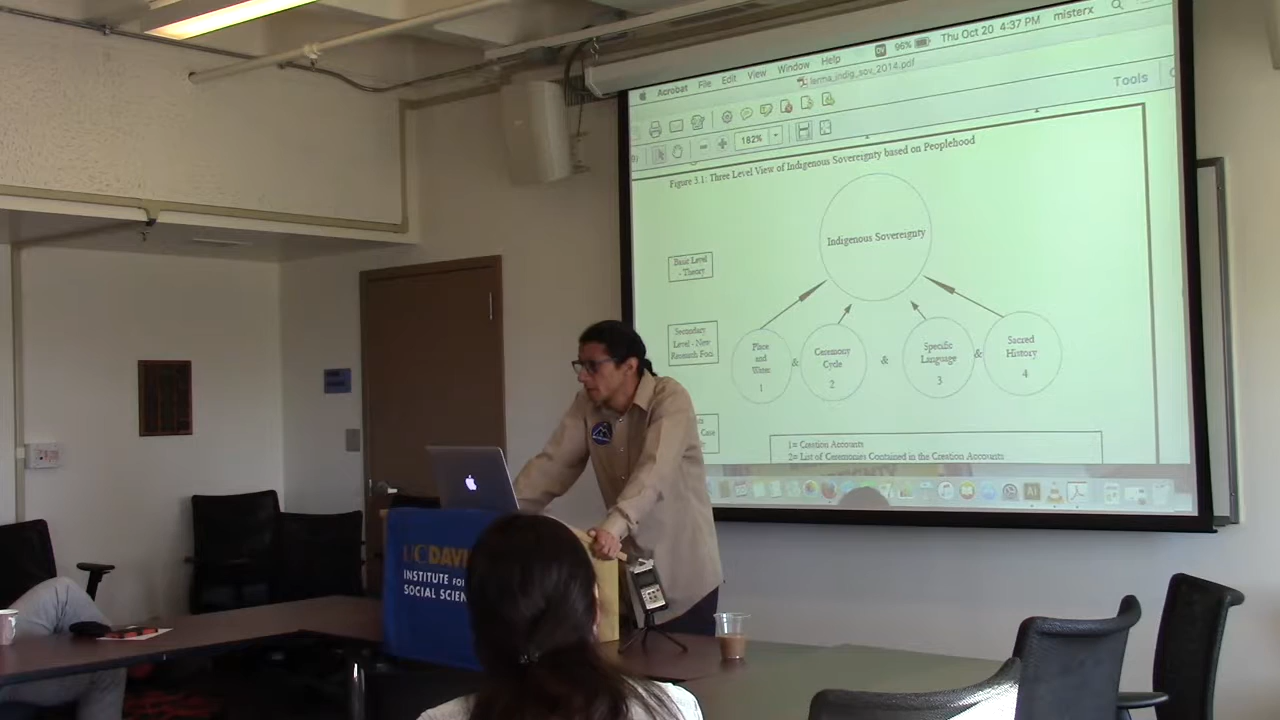 Acrobat File Edit View Window Help 96% Thu Oct 20 4:37 PM misterx
lerma_indig_sov_2014.pdf
182%
Tools
Figure 3.1: Three Level View of Indigenous Sovereignty based on Peoplehood
Indigenous Sovereignty
Basic Level
- Theory
Secondary
Level - New
Research Foci
Place
and
Water
1
&
Ceremony
Cycle
2
&
Specific
Language
3
&
Sacred
History
4
Case
1= Creation Accounts
2= List of Ceremonies Contained in the Creation Accounts
UC DAVI
INSTITUTE FOR
SOCIAL SCIEN